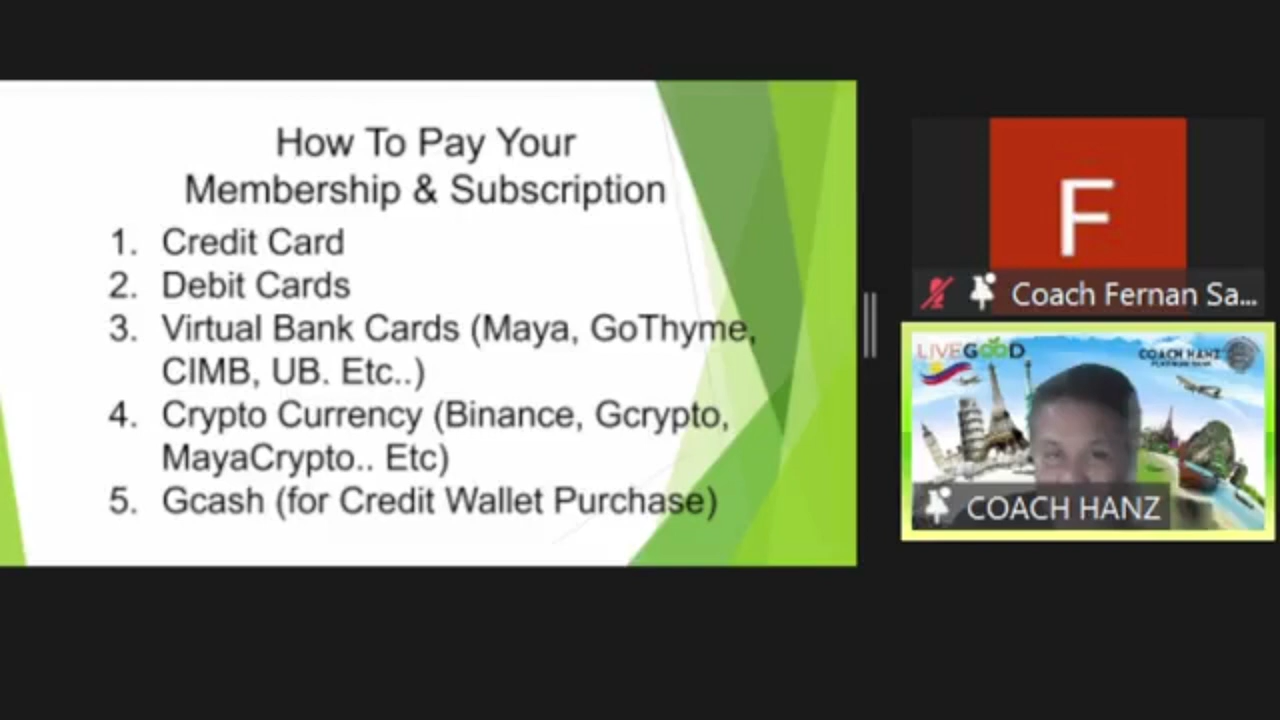 How To Pay Your
Membership & Subscription
1. Credit Card
2. Debit Cards
3. Virtual Bank Cards (Maya, GoThyme,
CIMB, UB. Etc..)
4. Crypto Currency (Binance, Gcrypto,
MayaCrypto.. Etc)
5. Gcash (for Credit Wallet Purchase)
F
Coach Fernan Sa...
LIVEGOOD
COACH HANZ
COACH HANZ